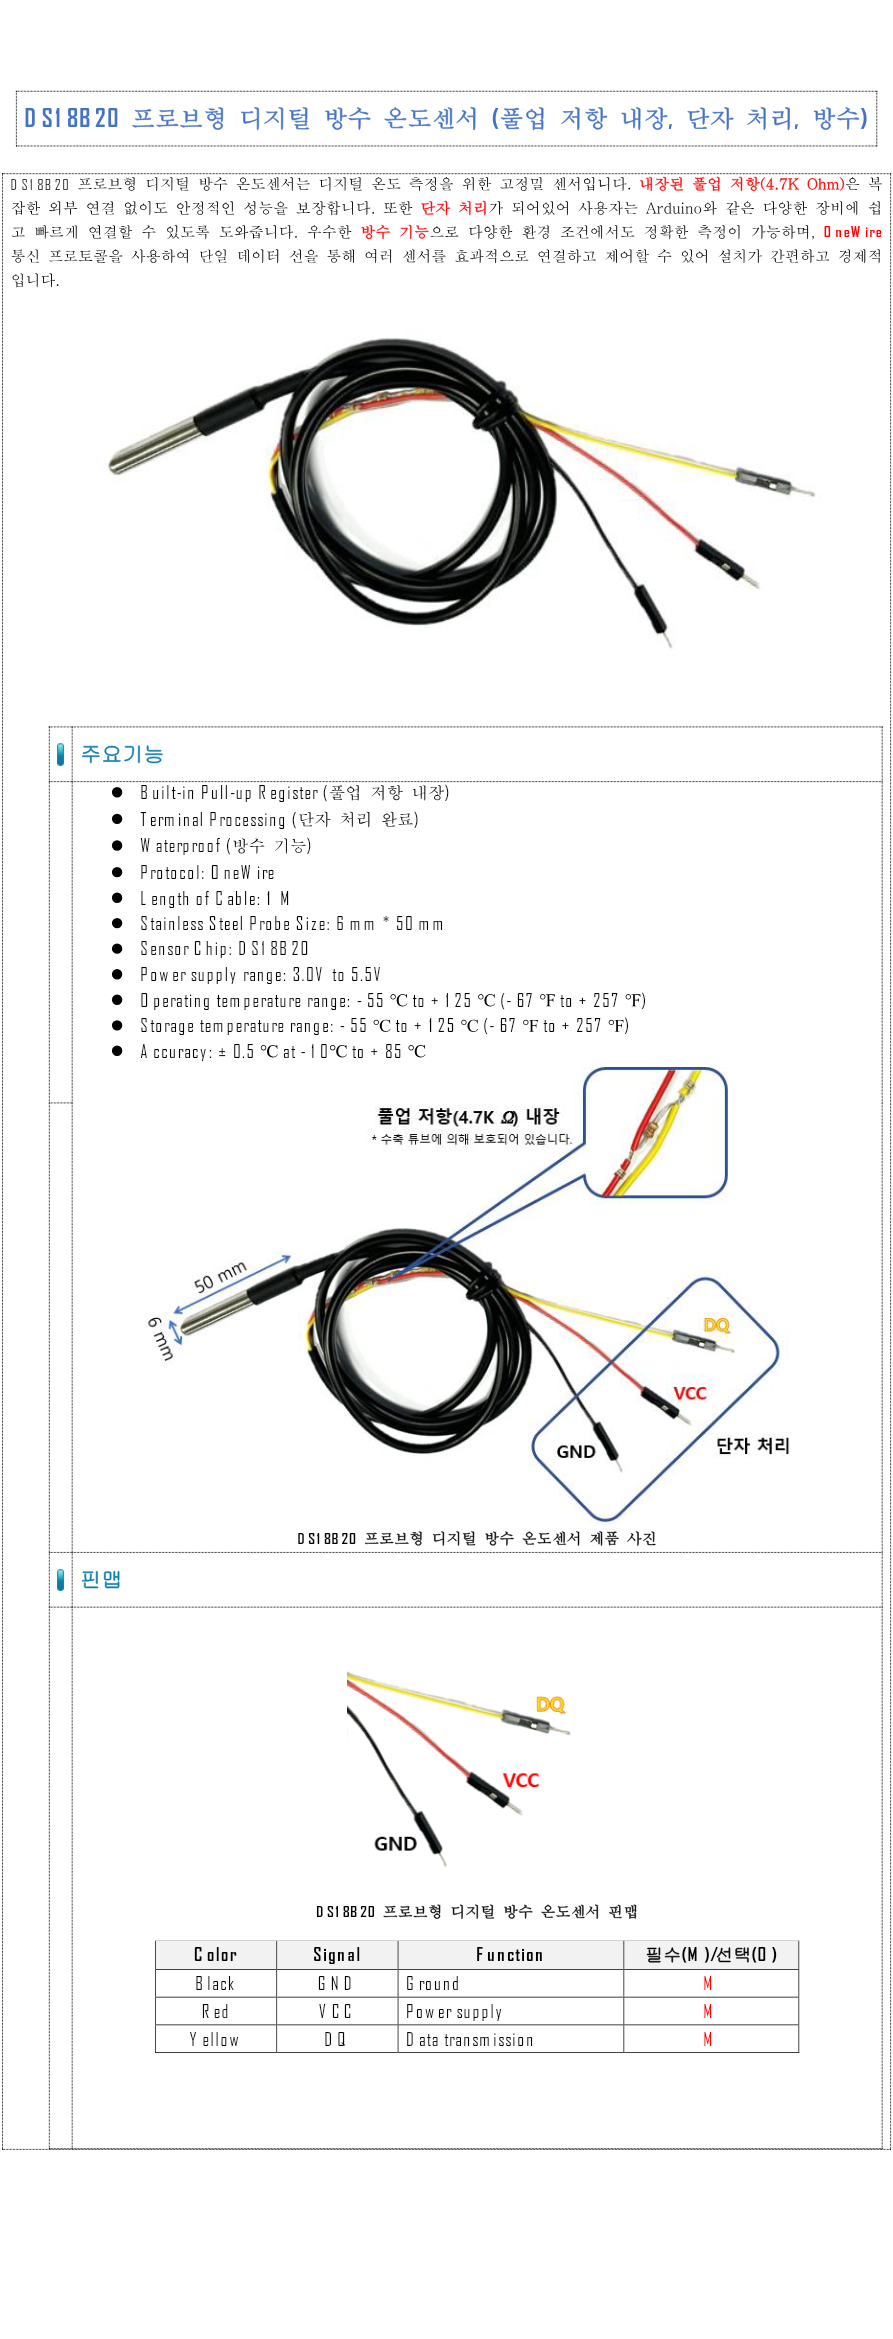 DS18B20 프로브형 디지털 방수 온도센서 (풀업 저항 내장, 단자 처리, 방수)
DS18B20 프로브형 디지털 방수 온도센서는 디지털 온도 측정을 위한 고정밀 센서입니다. 내장된 풀업 저항(4.7K Ohm)은 복
잡한 외부 연결 없이도 안정적인 성능을 보장합니다. 또한 단자 처리가 되어있어 사용자는 Arduino와 같은 다양한 장비에 쉽
고 빠르게 연결할 수 있도록 도와줍니다. 우수한 방수 기능으로 다양한 환경 조건에서도 정확한 측정이 가능하며, OneWire
통신 프로토콜을 사용하여 단일 데이터 선을 통해 여러 센서를 효과적으로 연결하고 제어할 수 있어 설치가 간편하고 경제적
입니다.
주요기능
● Built-in Pull-up Register (풀업 저항 내장)
● Terminal Processing (단자 처리 완료)
● Waterproof (방수 기능)
● Protocol: OneWire
● Length of Cable: 1 M
● Stainless Steel Probe Size: 6 mm * 50 mm
● Sensor Chip: DS18B20
● Power supply range: 3.0V to 5.5V
● Operating temperature range: - 55 ℃ to + 125 ℃ (- 67 ℉ to + 257 ℉)
● Storage temperature range: - 55 ℃ to + 125 ℃ (- 67 ℉ to + 257 ℉)
● Accuracy: ± 0.5 ℃ at - 10℃ to + 85 ℃
풀업 저항(4.7K Ω) 내장
* 수축 튜브에 의해 보호되어 있습니다.
50 mm
6 mm
DQ
VCC
GND
단자 처리
DS18B20 프로브형 디지털 방수 온도센서 제품 사진
핀맵
DQ
VCC
GND
DS18B20 프로브형 디지털 방수 온도센서 핀맵
Color Signal Function 필수(M)/선택(O)
Black GND Ground M
Red VCC Power supply M
Yellow DQ Data transmission M